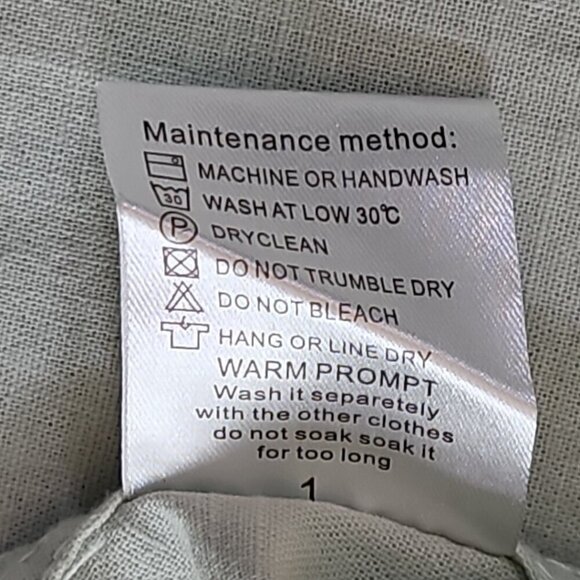 Maintenance method:
MACHINE OR HANDWASH
30 WASH AT LOW 30℃
P DRYCLEAN
DO NOT TRUMBLE DRY
DO NOT BLEACH
HANG OR LINE DRY
WARM PROMPT
Wash it separetely
with the other clothes
do not soak soak it
for too long
1